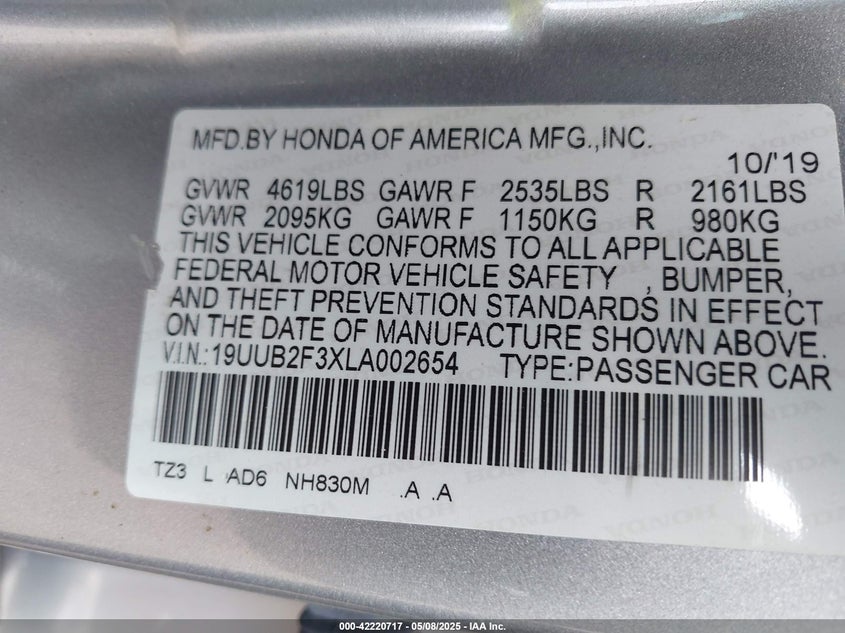 MFD.BY HONDA OF AMERICA MFG.,INC.
10/'19
GVWR 4619LBS GAWR F 2535LBS R 2161LBS
GVWR 2095KG GAWR F 1150KG R 980KG
THIS VEHICLE CONFORMS TO ALL APPLICABLE
FEDERAL MOTOR VEHICLE SAFETY , BUMPER,
AND THEFT PREVENTION STANDARDS IN EFFECT
ON THE DATE OF MANUFACTURE SHOWN ABOVE.
V.I.N.:19UUB2F3XLA002654 TYPE:PASSENGER CAR
TZ3 L AD6 NH830M .A .A
HONDA HONDA
000-42220717 — 05/08/2025 — IAA Inc.